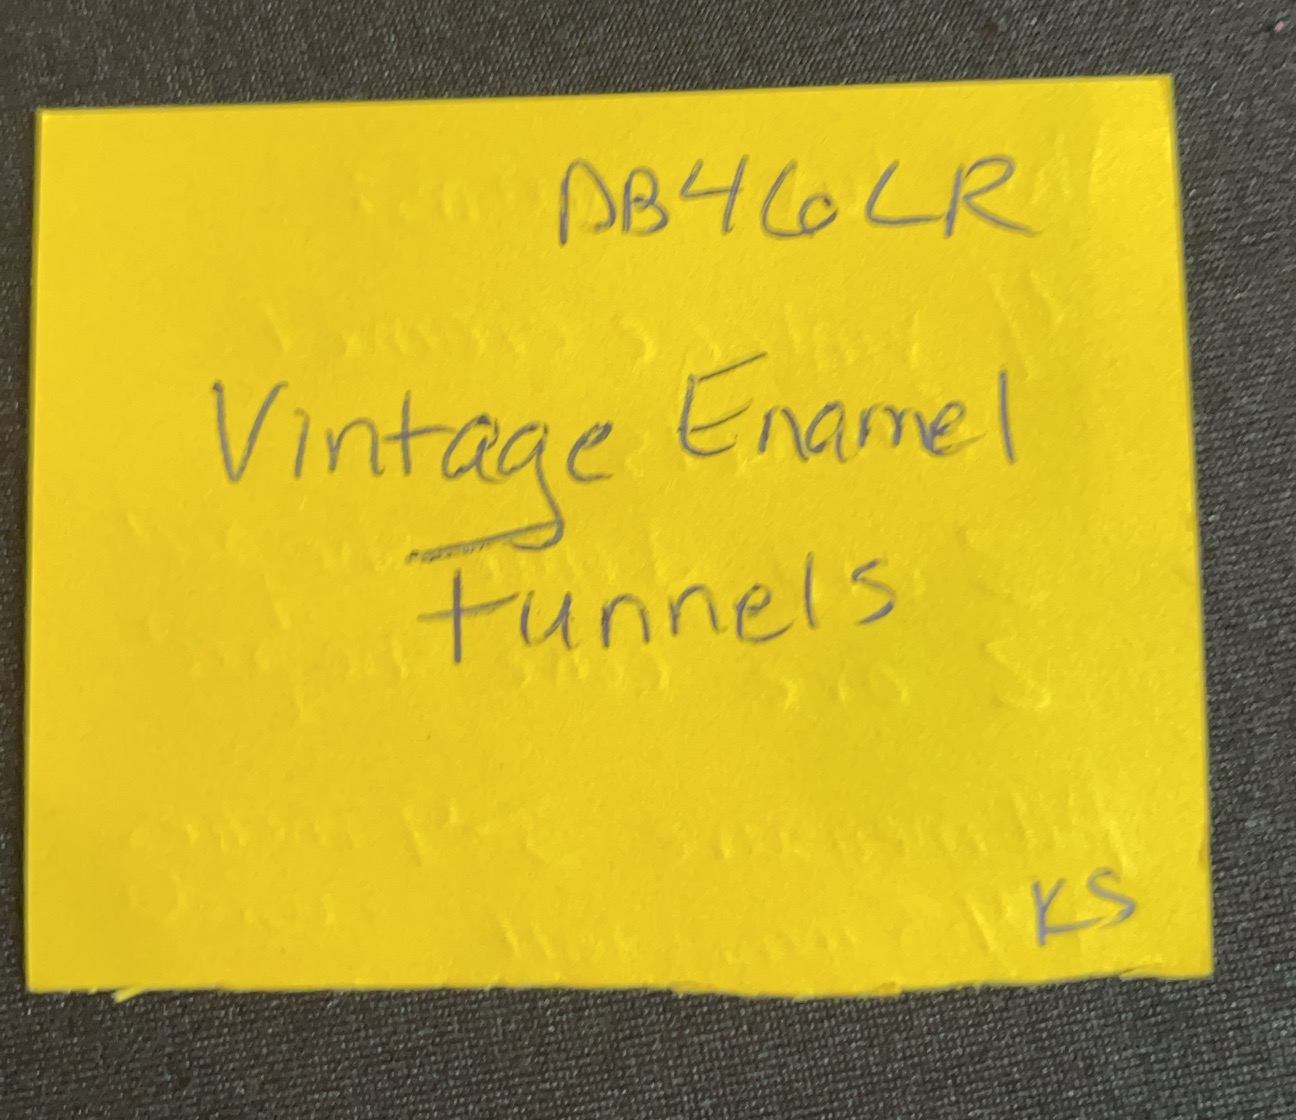 DB46LR
Vintage Enamel
Funnels
KS